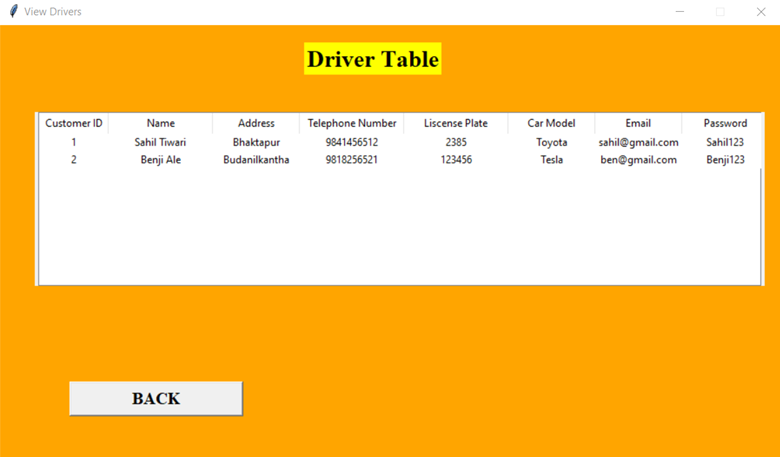 View Drivers
Driver Table
Customer ID Name Address Telephone Number Liscense Plate Car Model Email Password
1 Sahil Tiwari Bhaktapur 9841456512 2385 Toyota sahil@gmail.com Sahil123
2 Benji Ale Budanilkantha 9818256521 123456 Tesla ben@gmail.com Benji123
BACK